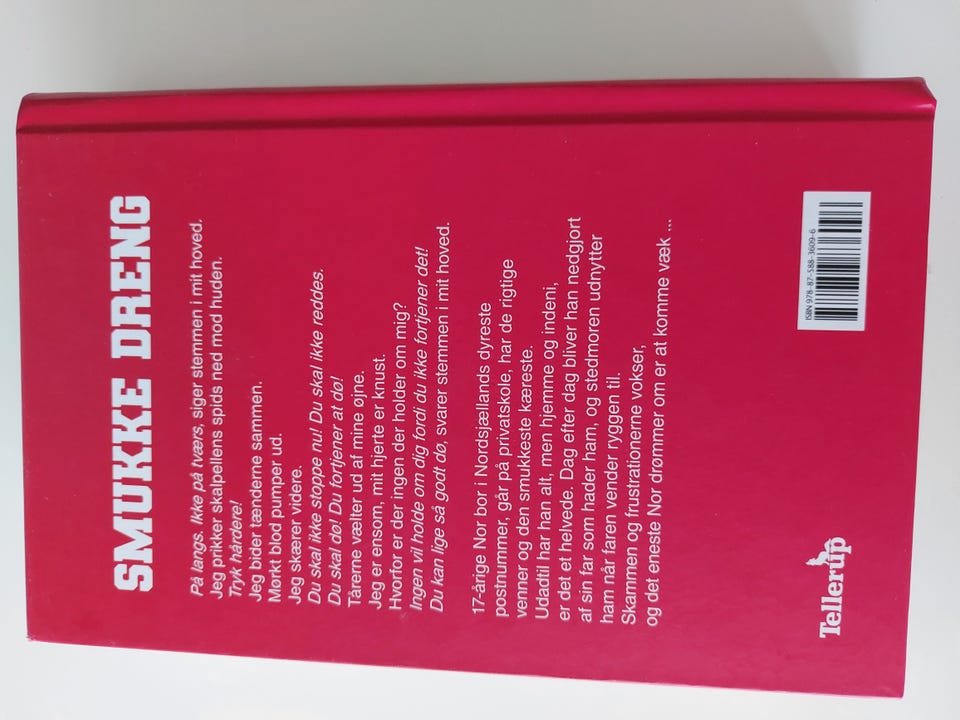 SMUKKE DRENG
På langs. Ikke på tværs, siger stemmen i mit hoved.
Jeg prikker skalpellens spids ned mod huden.
Tryk hårdere!
Jeg bider tænderne sammen.
Mørkt blod pumper ud.
Jeg skærer videre.
Du skal ikke stoppe nu! Du skal ikke reddes.
Du skal dø! Du fortjener at dø!
Tårerne vælter ud af mine øjne.
Jeg er ensom, mit hjerte er knust.
Hvorfor er der ingen der holder om mig?
Ingen vil holde om dig fordi du ikke fortjener det!
Du kan lige så godt dø, svarer stemmen i mit hoved.
17-årige Nor bor i Nordsjællands dyreste
postnummer, går på privatskole, har de rigtige
venner og den smukkeste kæreste.
Udadtil har han alt, men hjemme og indeni,
er det et helvede. Dag efter dag bliver han nedgjort
af sin far som hader ham, og stedmoren udnytter
ham når faren vender ryggen til.
Skammen og frustrationerne vokser,
og det eneste Nor drømmer om er at komme væk ...
Tellerup
ISBN 978-87-588-3609-6